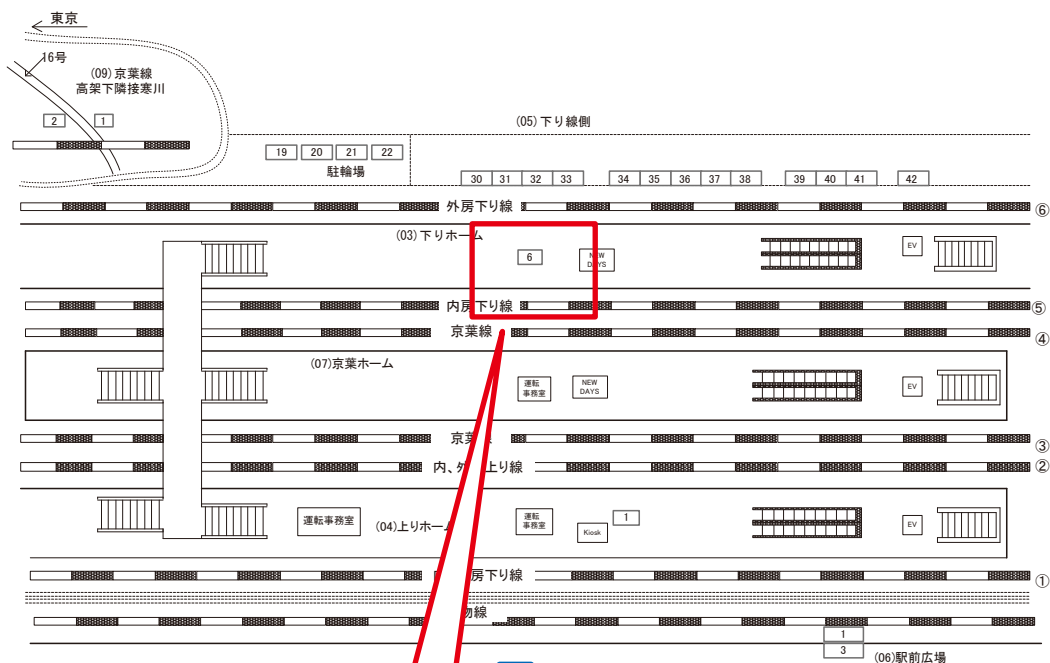 東京
16号
(09)京葉線
高架下隣接寒川
2 1
(05)下り線側
19 20 21 22
駐輪場
30 31 32 33 34 35 36 37 38 39 40 41 42
外房下り線
⑥
(03)下りホーム
6
NEW
DAYS
EV
内房下り線
⑤
京葉線
④
(07)京葉ホーム
運転
事務室
NEW
DAYS
EV
京葉
③
内、外 上り線
②
運転事務室
(04)上りホーム
運転
事務室
Kiosk
1
EV
房下り線
①
物線
1
3
(06)駅前広場